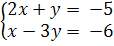 2x + y = −5
x − 3y = −6